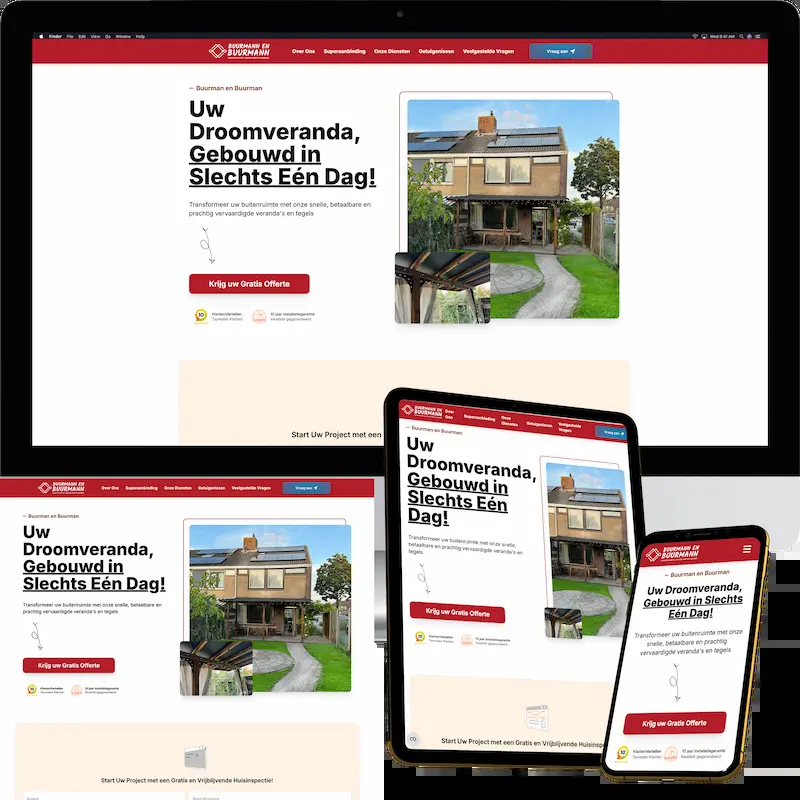 Finder File Edit View Go Window Help
Wed 9:41 AM
BUURMANN EN
BUURMANN
Over Ons Superaanbieding Onze Diensten Getuigenissen Veelgestelde Vragen Vraag aan
— Buurman en Buurman
Uw
Droomveranda,
Gebouwd in
Slechts Eén Dag!
Transformeer uw buitenruimte met onze snelle, betaalbare en
prachtig vervaardigde veranda's en tegels
Krijg uw Gratis Offerte
10
Klantentevreden
Tevreden Klanten
10 jaar installatiegarantie
Kwaliteit gegarandeerd
Start Uw Project met een
BUURMANN EN
BUURMANN
Over Ons Superaanbieding Onze Diensten Getuigenissen Veelgestelde Vragen Vraag aan
— Buurman en Buurman
Uw
Droomveranda,
Gebouwd in
Slechts Eén Dag!
Transformeer uw buitenruimte met onze snelle, betaalbare en
prachtig vervaardigde veranda's en tegels
Krijg uw Gratis Offerte
10
10 jaar installatiegarantie
Kwaliteit gegarandeerd
Start Uw Project met een Gratis en Vrijblijvende Huisinspectie!
BUURMANN EN
BUURMANN
Over
Ons
Superaanbieding
Onze
Diensten
Getuigenissen
Veelgestelde
Vragen
Vraag aan
— Buurman en Buurman
Uw
Droomveranda,
Gebouwd in
Slechts Eén
Dag!
Transformeer uw buitenruimte met onze snelle,
betaalbare en prachtig vervaardigde veranda's en
tegels
Krijg uw Gratis Offerte
10
10 jaar installatiegarantie
Kwaliteit gegarandeerd
Start Uw Project met een Gratis en Vrijblijvende Huisinspe
BUURMANN EN
BUURMANN
— Buurman en Buurman
Uw Droomveranda,
Gebouwd in Slechts
Eén Dag!
Transformeer uw buitenruimte met onze
snelle, betaalbare en prachtig
vervaardigde veranda's en tegels
Krijg uw Gratis Offerte
10
Tevreden Klanten
10 jaar installatiegarantie
Kwaliteit gegarandeerd